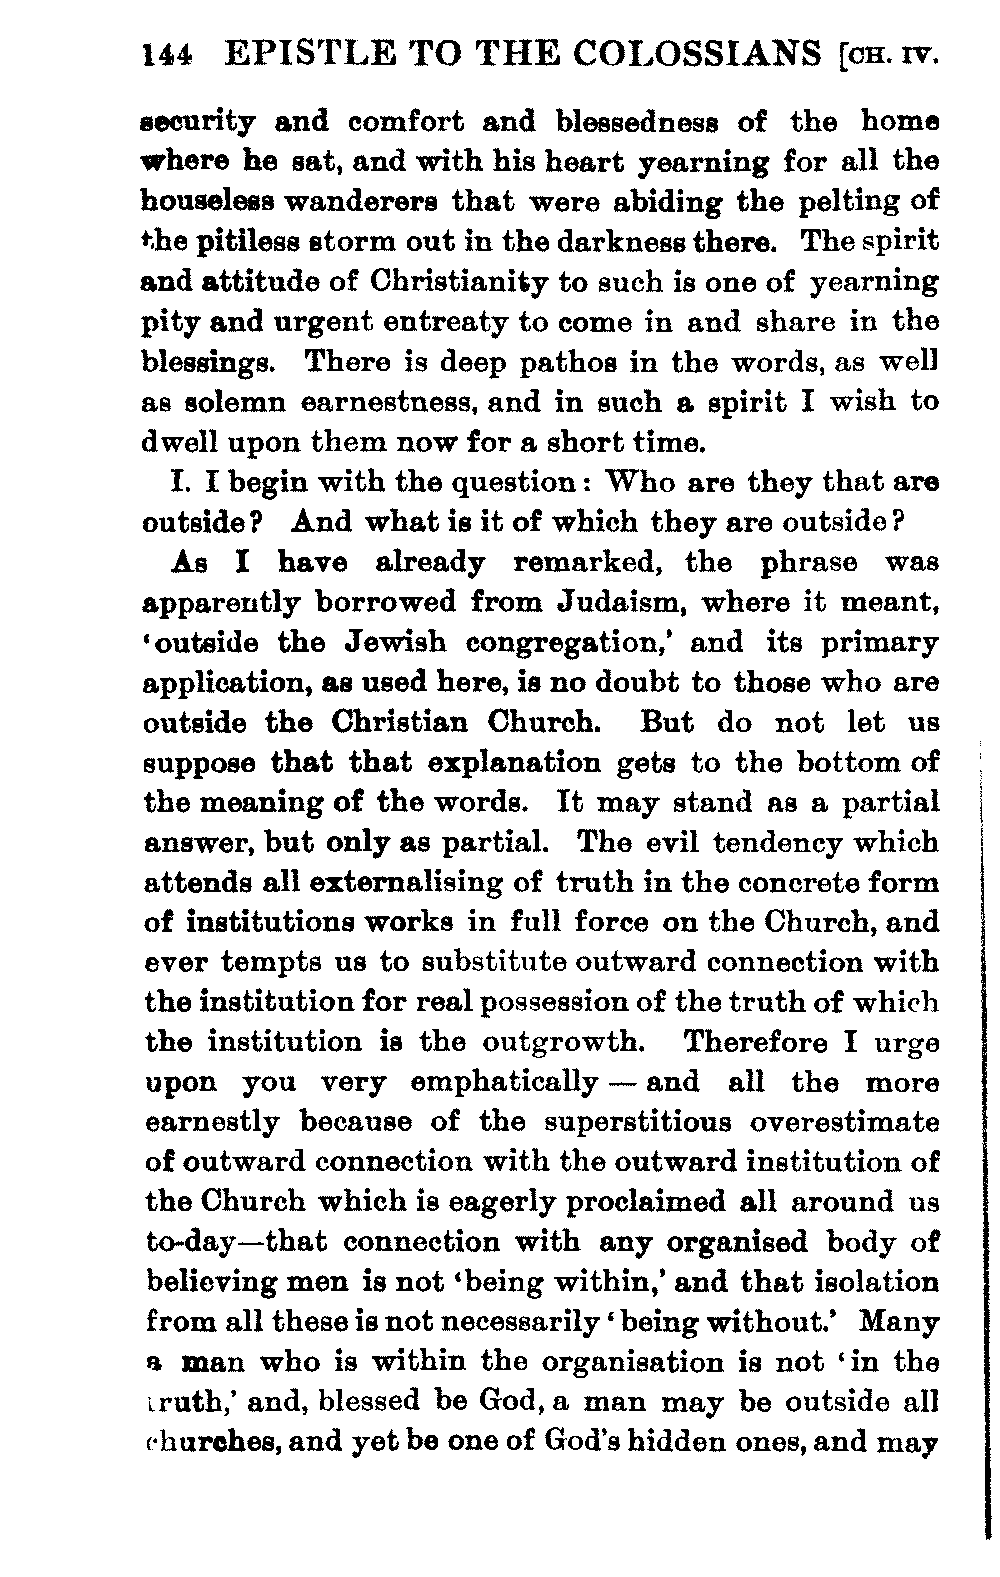 144 EPISTLE TO THE COLOSSIANS [CH. IV.
security and comfort and blessedness of the home
where he sat, and with his heart yearning for all the
houseless wanderers that were abiding the pelting of
the pitiless storm out in the darkness there. The spirit
and attitude of Christianity to such is one of yearning
pity and urgent entreaty to come in and share in the
blessings. There is deep pathos in the words, as well
as solemn earnestness, and in such a spirit I wish to
dwell upon them now for a short time.
I. I begin with the question: Who are they that are
outside? And what is it of which they are outside?
As I have already remarked, the phrase was
apparently borrowed from Judaism, where it meant,
'outside the Jewish congregation,' and its primary
application, as used here, is no doubt to those who are
outside the Christian Church. But do not let us
suppose that that explanation gets to the bottom of
the meaning of the words. It may stand as a partial
answer, but only as partial. The evil tendency which
attends all externalising of truth in the concrete form
of institutions works in full force on the Church, and
ever tempts us to substitute outward connection with
the institution for real possession of the truth of which
the institution is the outgrowth. Therefore I urge
upon you very emphatically — and all the more
earnestly because of the superstitious overestimate
of outward connection with the outward institution of
the Church which is eagerly proclaimed all around us
to-day—that connection with any organised body of
believing men is not 'being within,' and that isolation
from all these is not necessarily 'being without.' Many
a man who is within the organisation is not 'in the
truth,' and, blessed be God, a man may be outside all
churches, and yet be one of God's hidden ones, and may